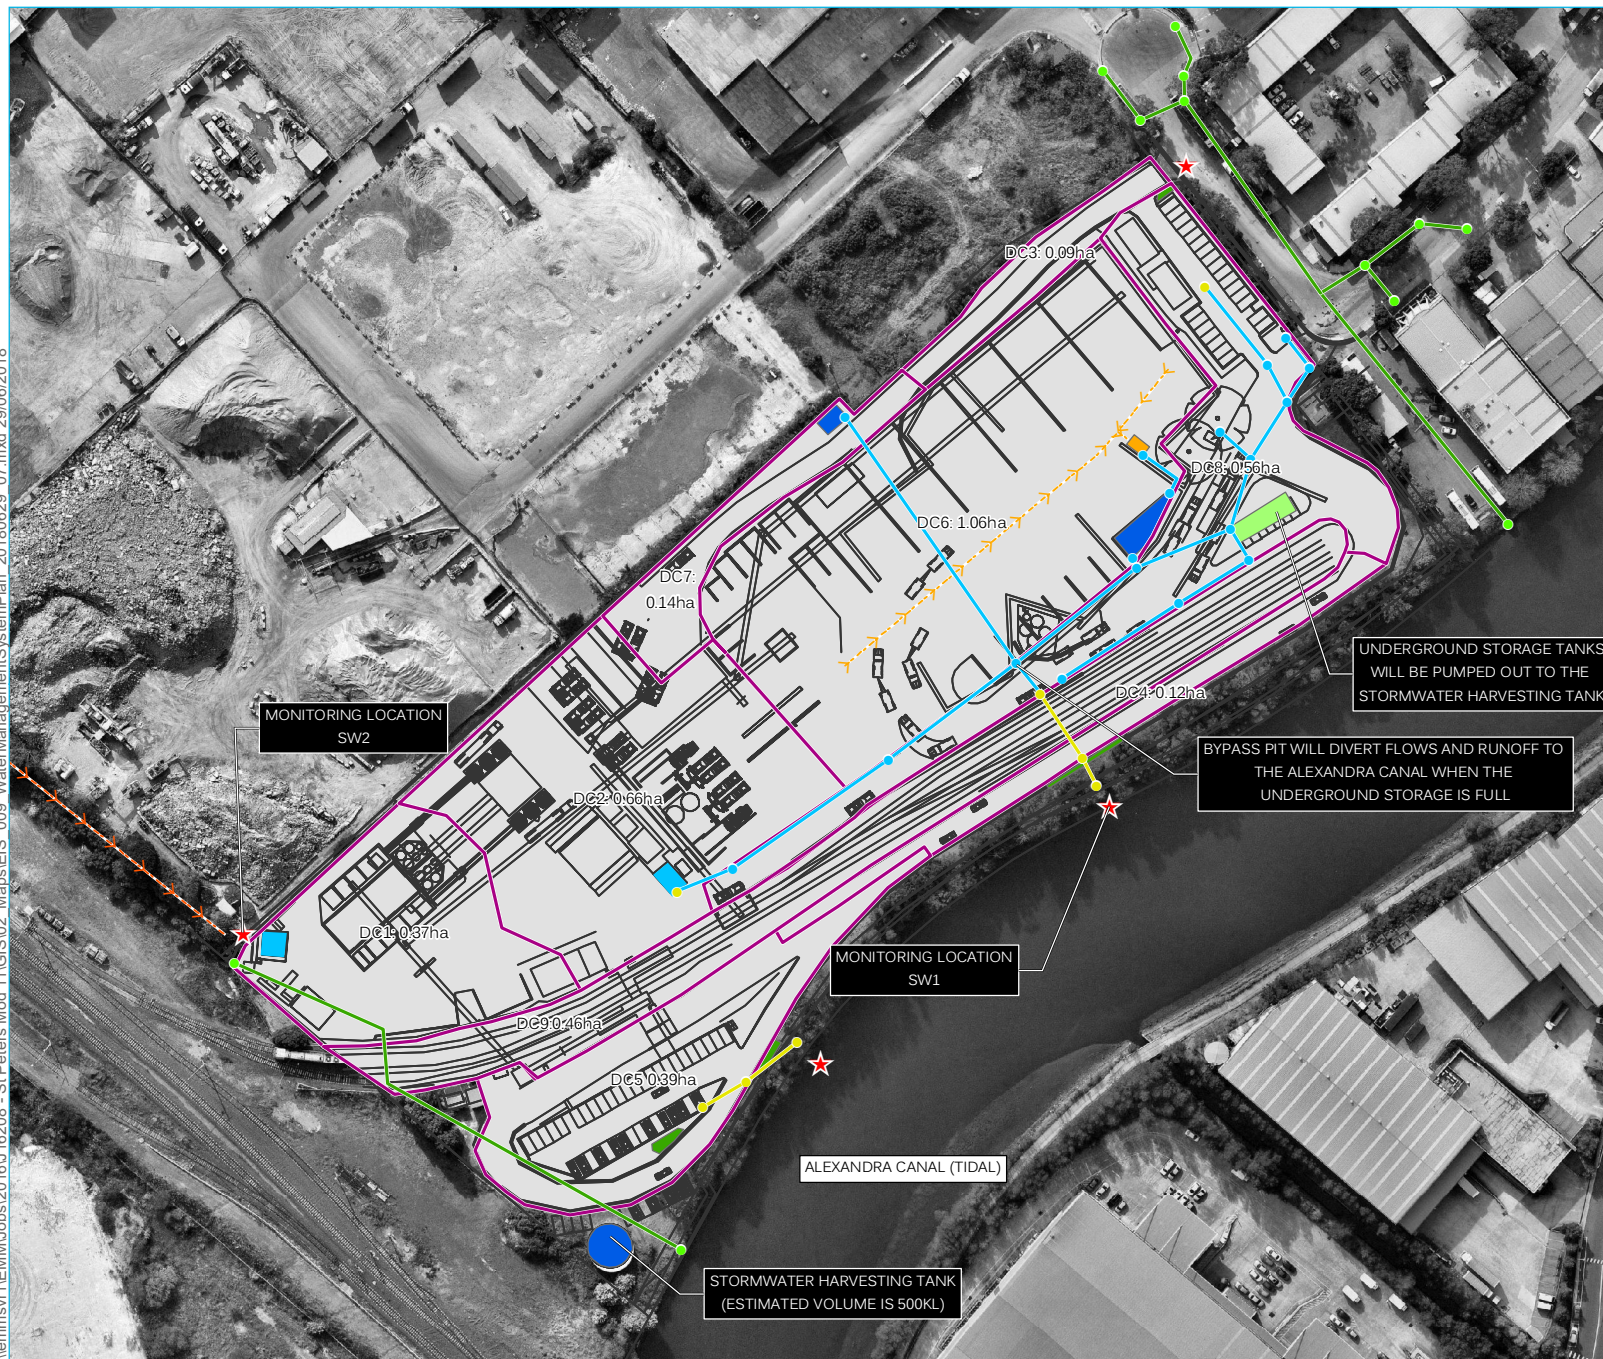 DC3: 0.09ha
DC8: 0.56ha
DC6: 1.06ha
DC7:
0.14ha
UNDERGROUND STORAGE TANKS
WILL BE PUMPED OUT TO THE
STORMWATER HARVESTING TANK
DC4: 0.12ha
MONITORING LOCATION
SW2
BYPASS PIT WILL DIVERT FLOWS AND RUNOFF TO
THE ALEXANDRA CANAL WHEN THE
UNDERGROUND STORAGE IS FULL
DC2: 0.66ha
DC1: 0.37ha
MONITORING LOCATION
SW1
DC9:0.46ha
DC5 0.39ha
ALEXANDRA CANAL (TIDAL)
STORMWATER HARVESTING TANK
(ESTIMATED VOLUME IS 500KL)